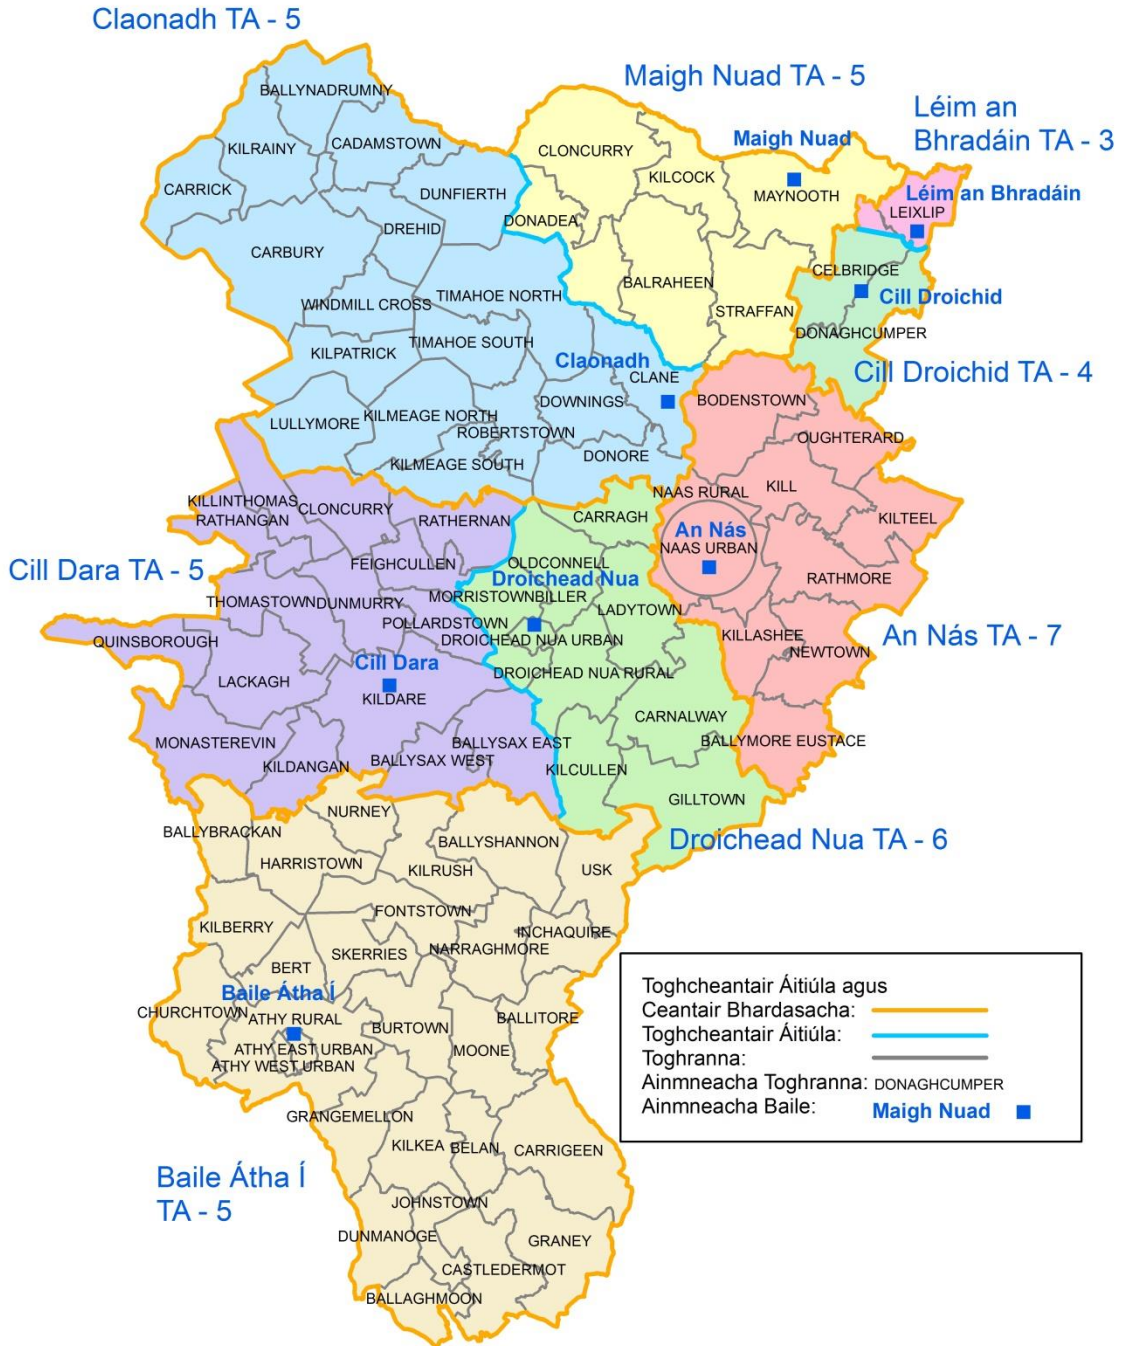 Claonadh TA - 5
Maigh Nuad TA - 5
Léim an
Bhradáin TA - 3
BALLYNADRUMNY
CADAMSTOWN
KILRAINY
CARRICK
DUNFIERTH
DREHID
CARBURY
WINDMILL CROSS
TIMAHOE NORTH
TIMAHOE SOUTH
KILPATRICK
Claonadh
CLANE
DOWNINGS
LULLYMORE
KILMEAGE NORTH
ROBERTSTOWN
KILMEAGE SOUTH
DONORE
CLONCURRY
KILCOCK
Maigh Nuad
MAYNOOTH
DONADEA
BALRAHEEN
STRAFFAN
Léim an Bhradáin
LEIXLIP
CELBRIDGE
Cill Droichid
DONAGHCUMPER
Cill Droichid TA - 4
BODENSTOWN
OUGHTERARD
NAAS RURAL
KILL
KILTEEL
An Nás
NAAS URBAN
RATHMORE
KILLASHEE
NEWTOWN
An Nás TA - 7
BALLYMORE EUSTACE
KILLINTHOMAS
RATHANGAN
CLONCURRY
RATHERNAN
FEIGHCULLEN
Cill Dara TA - 5
THOMASTOWN
DUNMURRY
POLLARDSTOWN
QUINSBOROUGH
LACKAGH
Cill Dara
KILDARE
MONASTEREVIN
KILDANGAN
BALLYSAX WEST
BALLYSAX EAST
CARRAGH
OLDCONNELL
Droichead Nua
MORRISTOWNBILLER
LADYTOWN
DROICHEAD NUA URBAN
DROICHEAD NUA RURAL
CARNALWAY
KILCULLEN
GILLTOWN
Droichead Nua TA - 6
NURNEY
BALLYBRACKAN
HARRISTOWN
BALLYSHANNON
KILRUSH
USK
FONTSTOWN
KILBERRY
SKERRIES
NARRAGHMORE
INCHAQUIRE
BERT
Baile Átha Í
CHURCHTOWN
ATHY RURAL
ATHY EAST URBAN
ATHY WEST URBAN
BURTOWN
MOONE
BALLITORE
GRANGEMELLON
KILKEA
BELAN
CARRIGEEN
Baile Átha Í
TA - 5
JOHNSTOWN
DUNMANOGE
GRANEY
CASTLEDERMOT
BALLAGHMOON
Toghcheantair Áitiúla agus
Ceantair Bhardasacha:
Toghcheantair Áitiúla:
Toghranna:
Ainmneacha Toghranna: DONAGHCUMPER
Ainmneacha Baile: Maigh Nuad